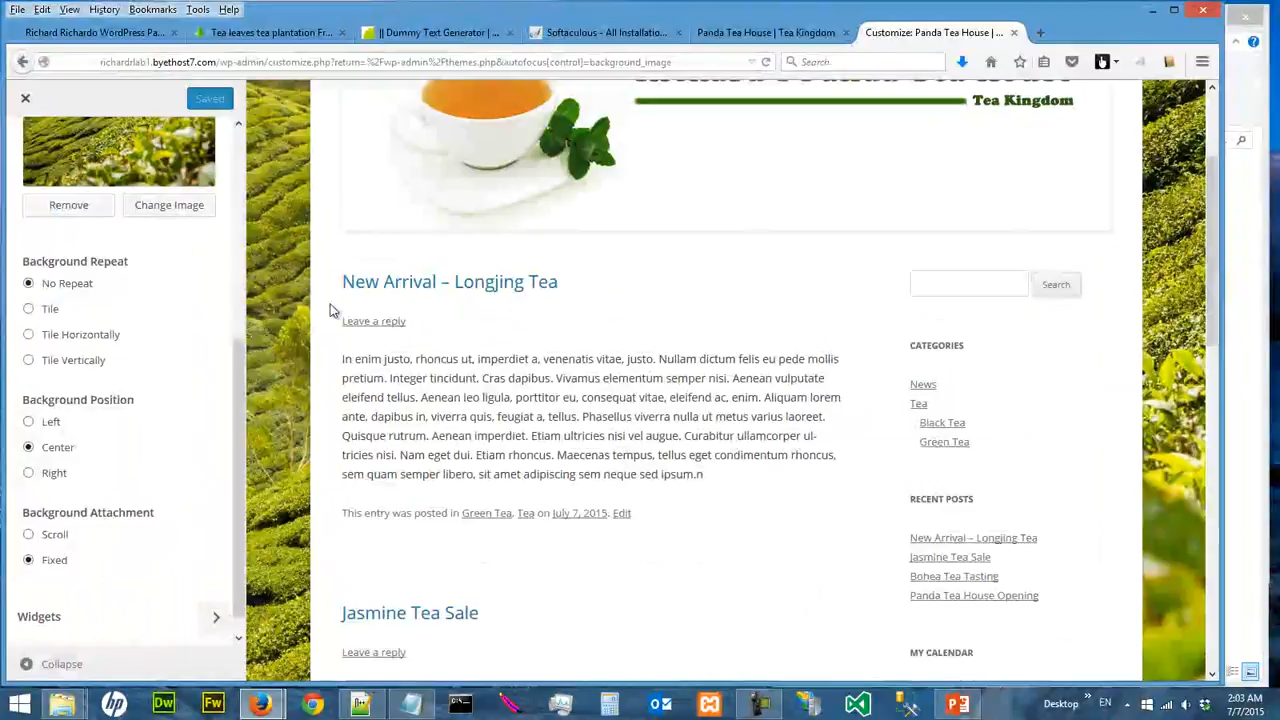 File Edit View History Bookmarks Tools Help
Richard Richardo WordPress Pa...
Tea leaves tea plantation Fr...
|| Dummy Text Generator | ...
Softaculous - All Installatio...
Panda Tea House | Tea Kingdom
Customize: Panda Tea House | ...
richardrlab1.byethost7.com/wp-admin/customize.php?return=%2Fwp-admin%2Fthemes.php&autofocus[control]=background_image
Search
Saved
Tea Kingdom
Remove
Change Image
Background Repeat
No Repeat
Tile
Tile Horizontally
Tile Vertically
Background Position
Left
Center
Right
Background Attachment
Scroll
Fixed
Widgets
Collapse
New Arrival – Longjing Tea
Leave a reply
In enim justo, rhoncus ut, imperdiet a, venenatis vitae, justo. Nullam dictum felis eu pede mollis
pretium. Integer tincidunt. Cras dapibus. Vivamus elementum semper nisi. Aenean vulputate
eleifend tellus. Aenean leo ligula, porttitor eu, consequat vitae, eleifend ac, enim. Aliquam lorem
ante, dapibus in, viverra quis, feugiat a, tellus. Phasellus viverra nulla ut metus varius laoreet.
Quisque rutrum. Aenean imperdiet. Etiam ultricies nisi vel augue. Curabitur ullamcorper ul-
tricies nisi. Nam eget dui. Etiam rhoncus. Maecenas tempus, tellus eget condimentum rhoncus,
sem quam semper libero, sit amet adipiscing sem neque sed ipsum.n
This entry was posted in Green Tea, Tea on July 7, 2015. Edit
Jasmine Tea Sale
Leave a reply
Search
CATEGORIES
News
Tea
Black Tea
Green Tea
RECENT POSTS
New Arrival – Longjing Tea
Jasmine Tea Sale
Bohea Tea Tasting
Panda Tea House Opening
MY CALENDAR
hp
Dw
Fw
Desktop
EN
2:03 AM
7/7/2015